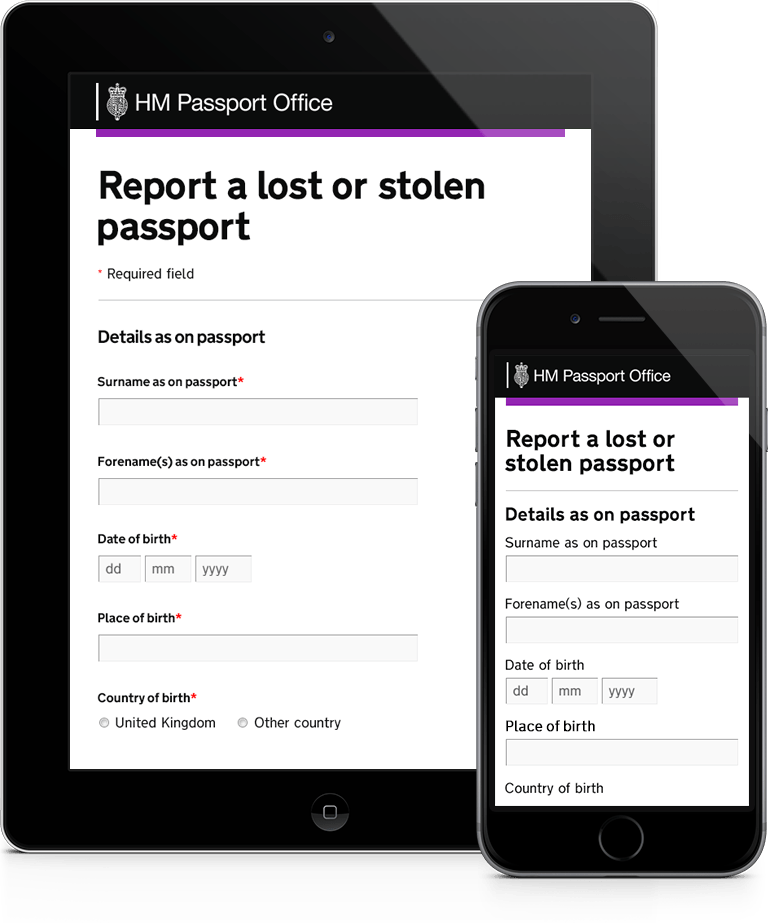 HM Passport Office
Report a lost or stolen
passport
* Required field
Details as on passport
Surname as on passport*
Forename(s) as on passport*
Date of birth*
dd mm yyyy
Place of birth*
Country of birth*
United Kingdom Other country
HM Passport Office
Report a lost or
stolen passport
Details as on passport
Surname as on passport
Forename(s) as on passport
Date of birth
dd mm yyyy
Place of birth
Country of birth